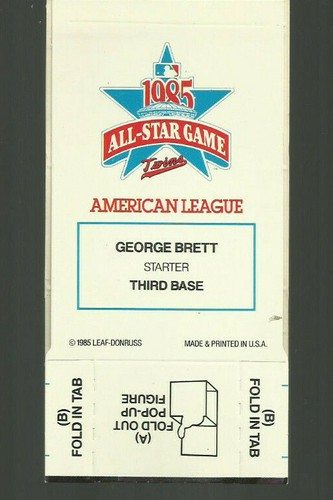 1985
ALL-STAR GAME
Twins
AMERICAN LEAGUE
GEORGE BRETT
STARTER
THIRD BASE
© 1985 LEAF-DONRUSS MADE & PRINTED IN U.S.A.
(B)
FOLD IN TAB
(A)
FOLD OUT
POP-UP
FIGURE
(B)
FOLD IN TAB